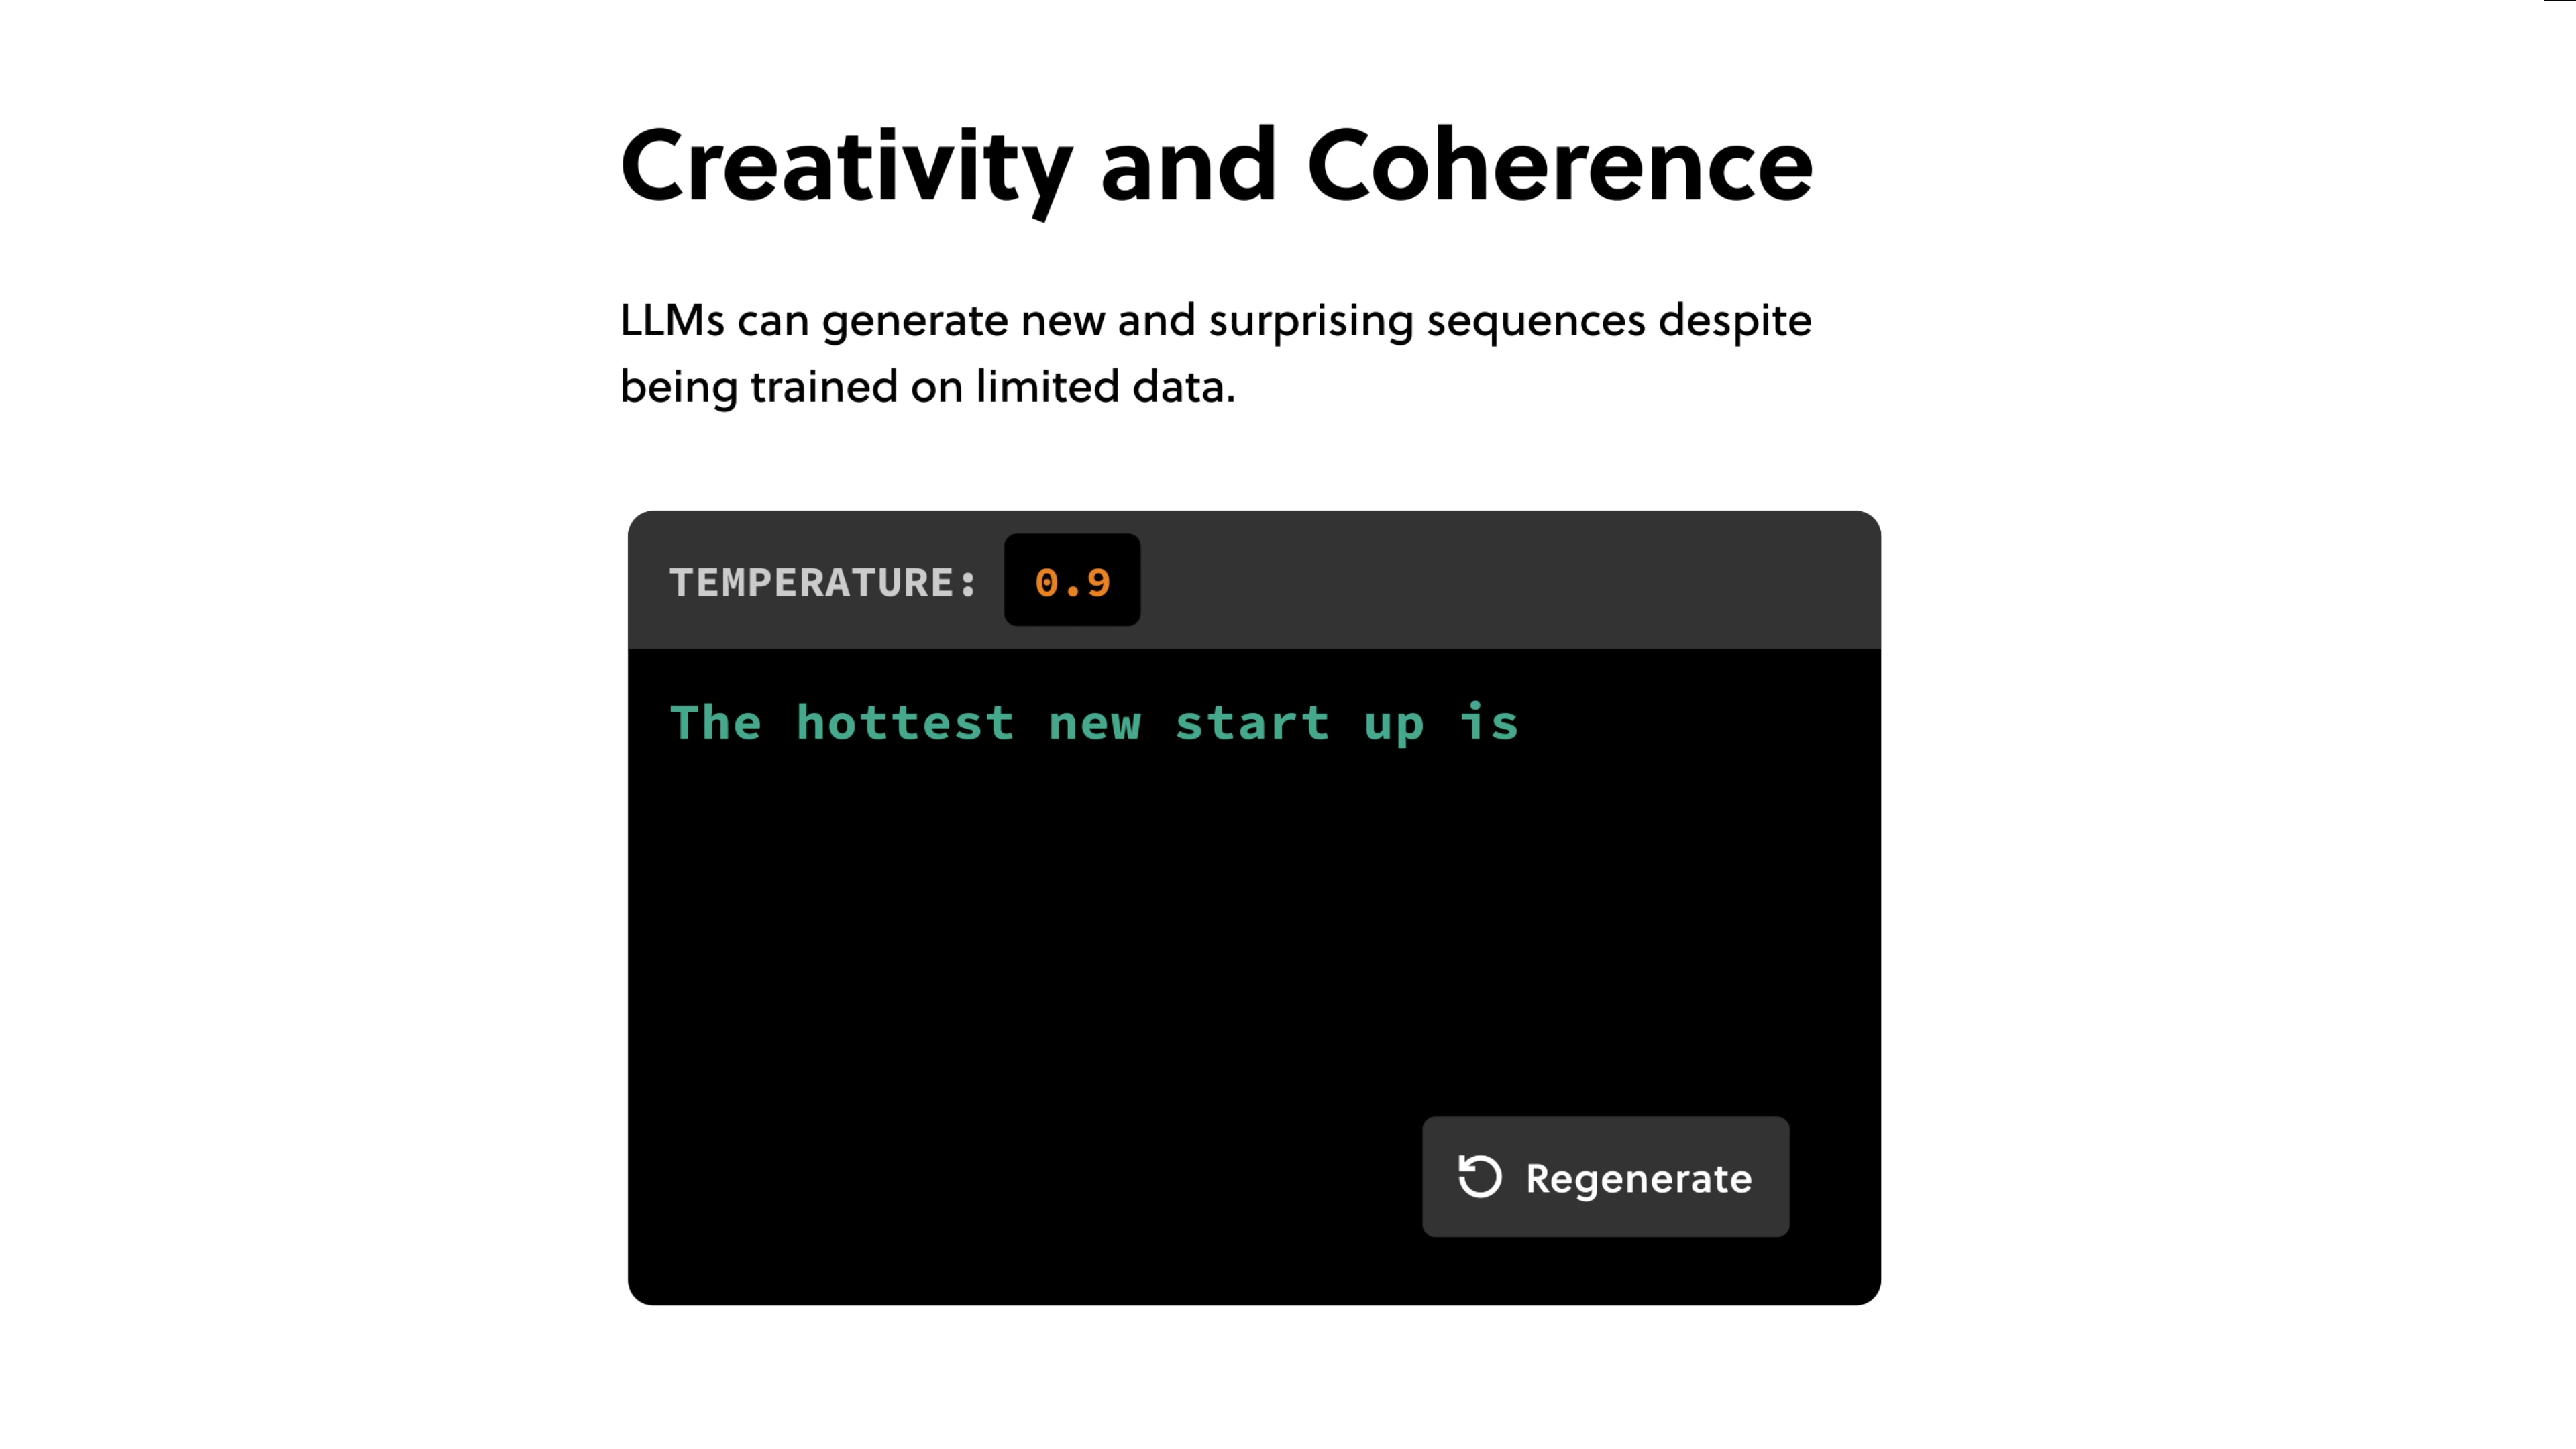 Creativity and Coherence
LLMs can generate new and surprising sequences despite
being trained on limited data.
TEMPERATURE: 0.9
The hottest new start up is
Regenerate